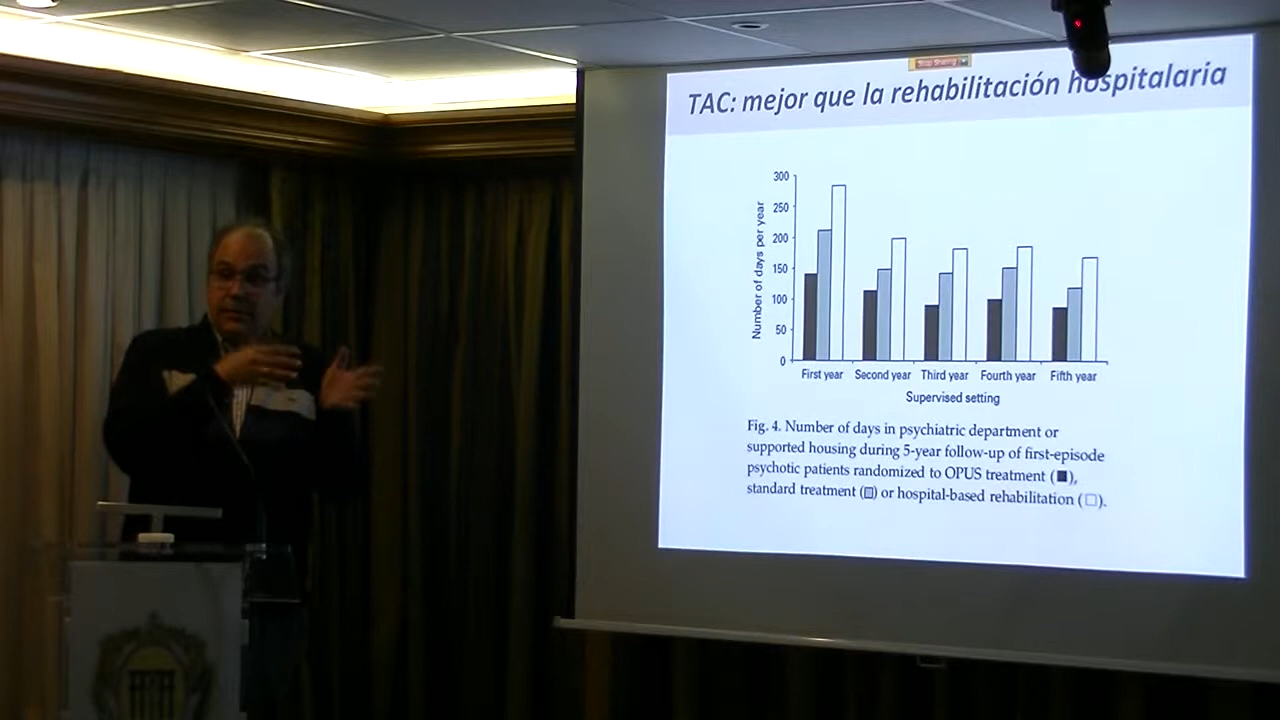 Stop Sharing
TAC: mejor que la rehabilitación hospitalaria
300
250
200
150
100
50
0
Number of days per year
First year Second year Third year Fourth year Fifth year
Supervised setting
Fig. 4. Number of days in psychiatric department or
supported housing during 5-year follow-up of first-episode
psychotic patients randomized to OPUS treatment (■),
standard treatment (▒) or hospital-based rehabilitation (□).